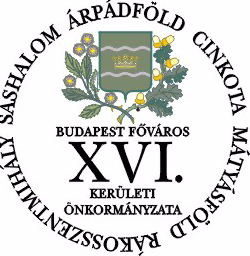 SASHALOM ÁRPÁDFÖLD CINKOTA MÁTYÁSFÖLD RÁKOSSZENTMIHÁLY
BUDAPEST FŐVÁROS
XVI.
KERÜLETI
ÖNKORMÁNYZATA